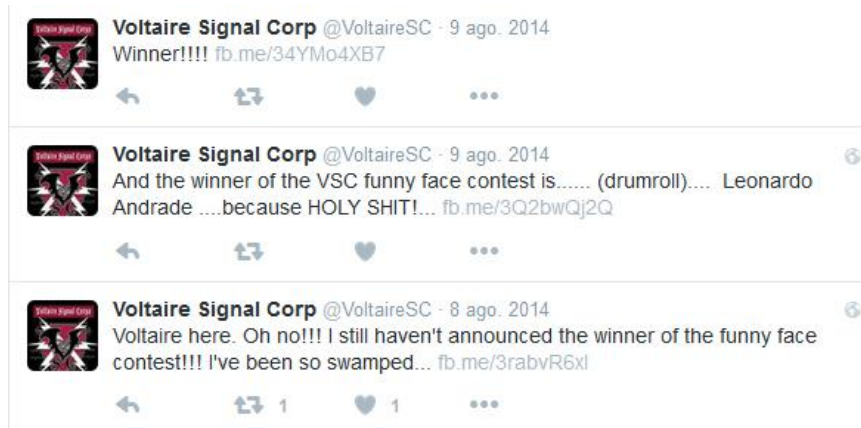 Voltaire Signal Corp @VoltaireSC · 9 ago. 2014
Winner!!!! fb.me/34YMo4XB7
Voltaire Signal Corp @VoltaireSC · 9 ago. 2014
And the winner of the VSC funny face contest is...... (drumroll).... Leonardo
Andrade ....because HOLY SHIT!... fb.me/3Q2bwQj2Q
Voltaire Signal Corp @VoltaireSC · 8 ago. 2014
Voltaire here. Oh no!!! I still haven't announced the winner of the funny face
contest!!! I've been so swamped... fb.me/3rabvR6xl
1 1